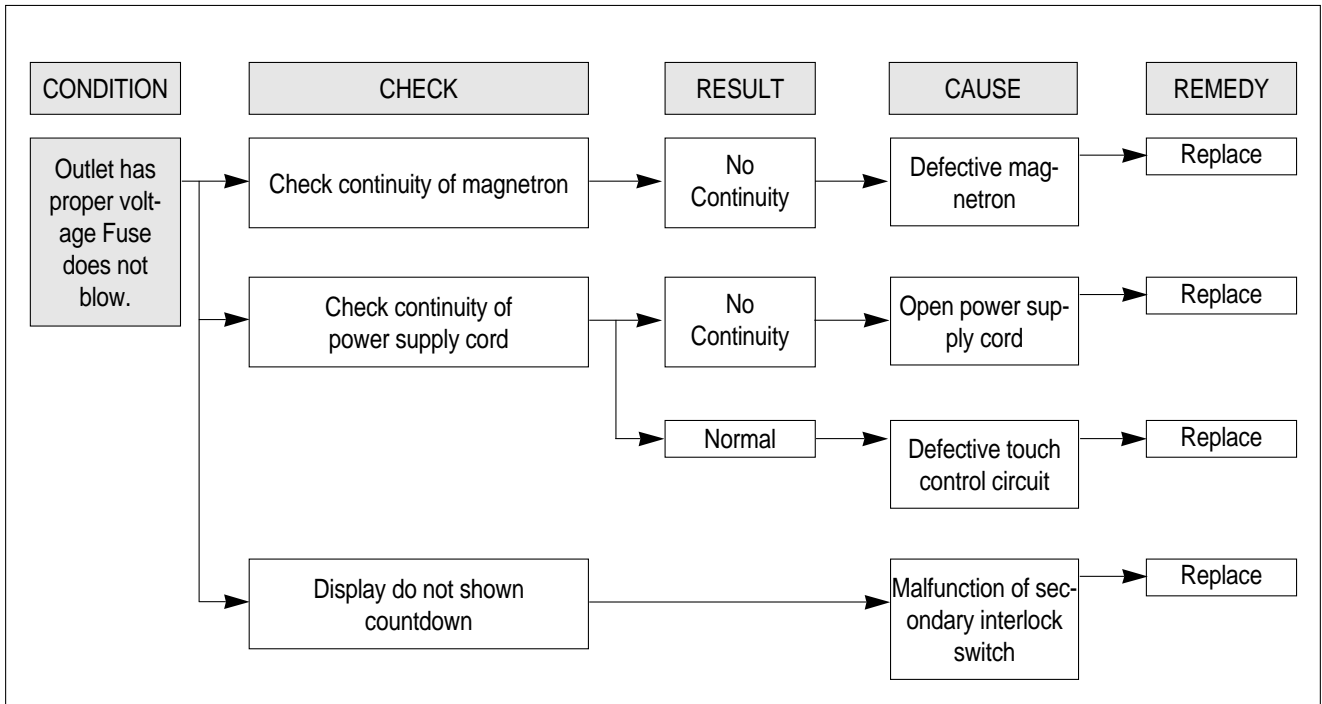 CONDITION
CHECK
RESULT
CAUSE
REMEDY
Outlet has
proper volt-
age Fuse
does not
blow.
Check continuity of magnetron
No
Continuity
Defective mag-
netron
Replace
Check continuity of
power supply cord
No
Continuity
Open power sup-
ply cord
Replace
Normal
Defective touch
control circuit
Replace
Display do not shown
countdown
Malfunction of sec-
ondary interlock
switch
Replace